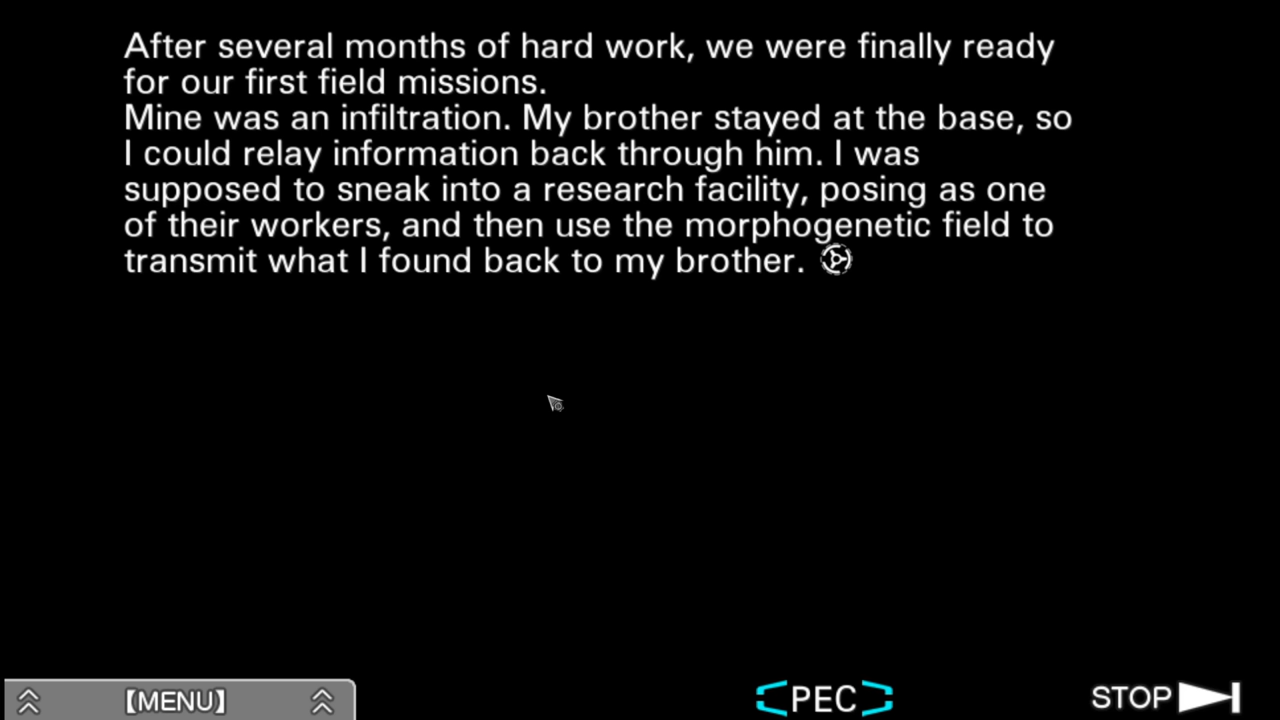 After several months of hard work, we were finally ready
for our first field missions.
Mine was an infiltration. My brother stayed at the base, so
I could relay information back through him. I was
supposed to sneak into a research facility, posing as one
of their workers, and then use the morphogenetic field to
transmit what I found back to my brother.
【MENU】 PEC STOP